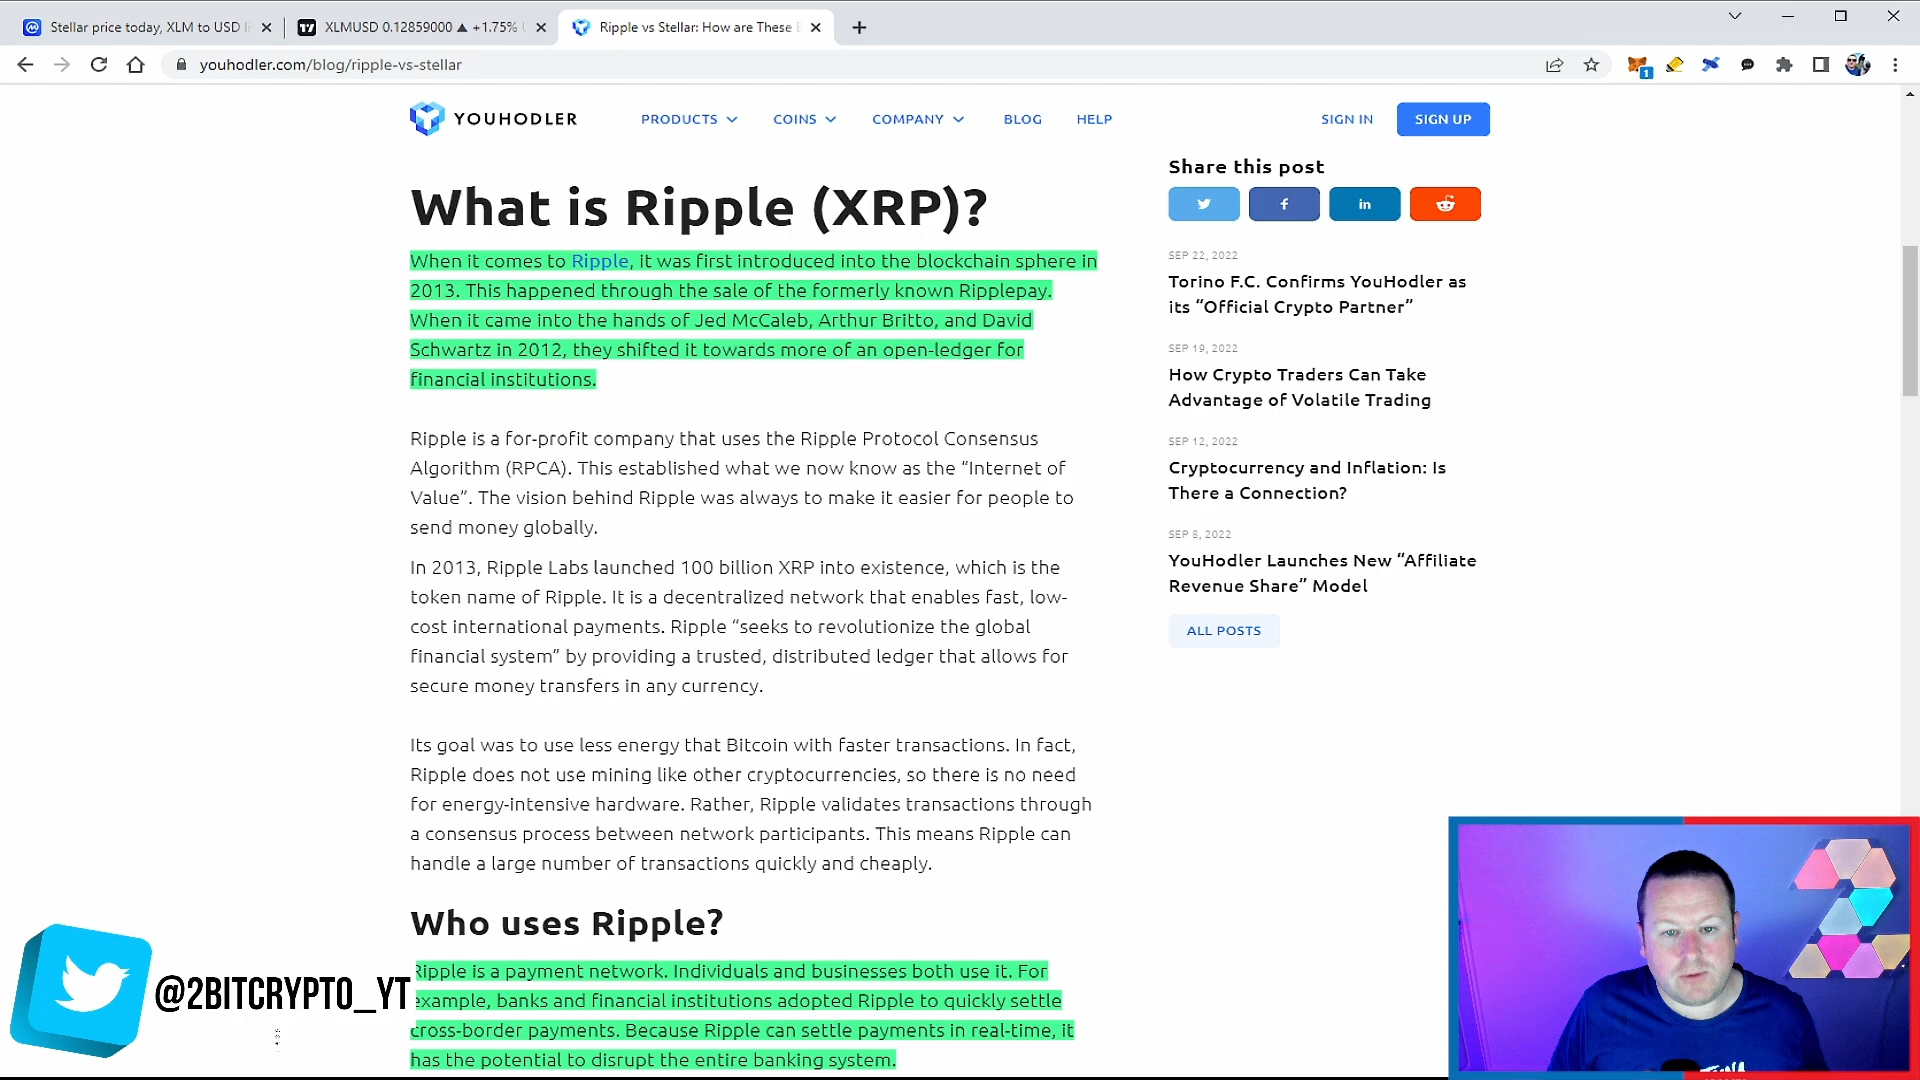 Stellar price today, XLM to USD li
XLMUSD 0.12859000 ▲ +1.75%
Ripple vs Stellar: How are These B
youhodler.com/blog/ripple-vs-stellar
1
YOUHODLER
PRODUCTS
COINS
COMPANY
BLOG
HELP
SIGN IN
SIGN UP
What is Ripple (XRP)?
When it comes to Ripple, it was first introduced into the blockchain sphere in
2013. This happened through the sale of the formerly known Ripplepay.
When it came into the hands of Jed McCaleb, Arthur Britto, and David
Schwartz in 2012, they shifted it towards more of an open-ledger for
financial institutions.
Ripple is a for-profit company that uses the Ripple Protocol Consensus
Algorithm (RPCA). This established what we now know as the “Internet of
Value”. The vision behind Ripple was always to make it easier for people to
send money globally.
In 2013, Ripple Labs launched 100 billion XRP into existence, which is the
token name of Ripple. It is a decentralized network that enables fast, low-
cost international payments. Ripple “seeks to revolutionize the global
financial system” by providing a trusted, distributed ledger that allows for
secure money transfers in any currency.
Its goal was to use less energy that Bitcoin with faster transactions. In fact,
Ripple does not use mining like other cryptocurrencies, so there is no need
for energy-intensive hardware. Rather, Ripple validates transactions through
a consensus process between network participants. This means Ripple can
handle a large number of transactions quickly and cheaply.
Who uses Ripple?
Ripple is a payment network. Individuals and businesses both use it. For
example, banks and financial institutions adopted Ripple to quickly settle
cross-border payments. Because Ripple can settle payments in real-time, it
has the potential to disrupt the entire banking system.
Share this post
SEP 22, 2022
Torino F.C. Confirms YouHodler as
its “Official Crypto Partner”
SEP 19, 2022
How Crypto Traders Can Take
Advantage of Volatile Trading
SEP 12, 2022
Cryptocurrency and Inflation: Is
There a Connection?
SEP 8, 2022
YouHodler Launches New “Affiliate
Revenue Share” Model
ALL POSTS
@2BITCRYPTO_YT